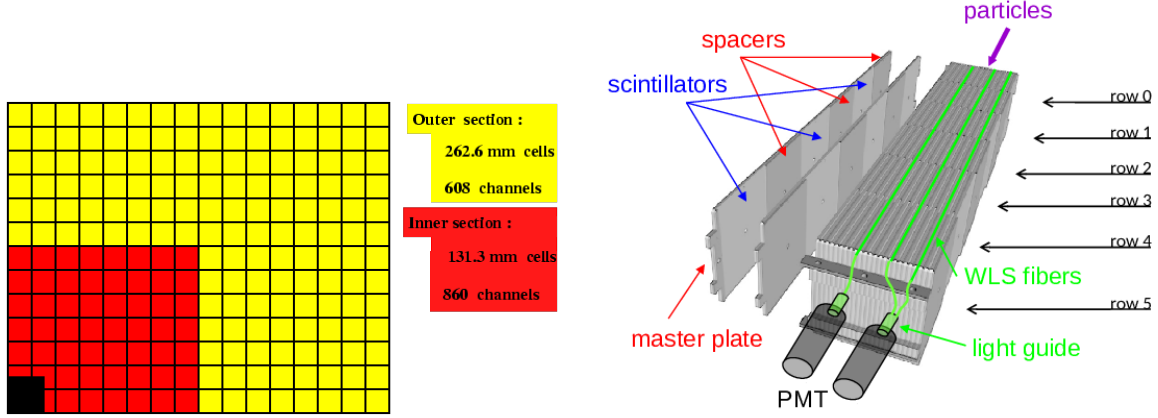 Outer section :
262.6 mm cells
608 channels
Inner section :
131.3 mm cells
860 channels
particles
spacers
scintillators
row 0
row 1
row 2
row 3
row 4
WLS fibers
row 5
master plate
light guide
PMT